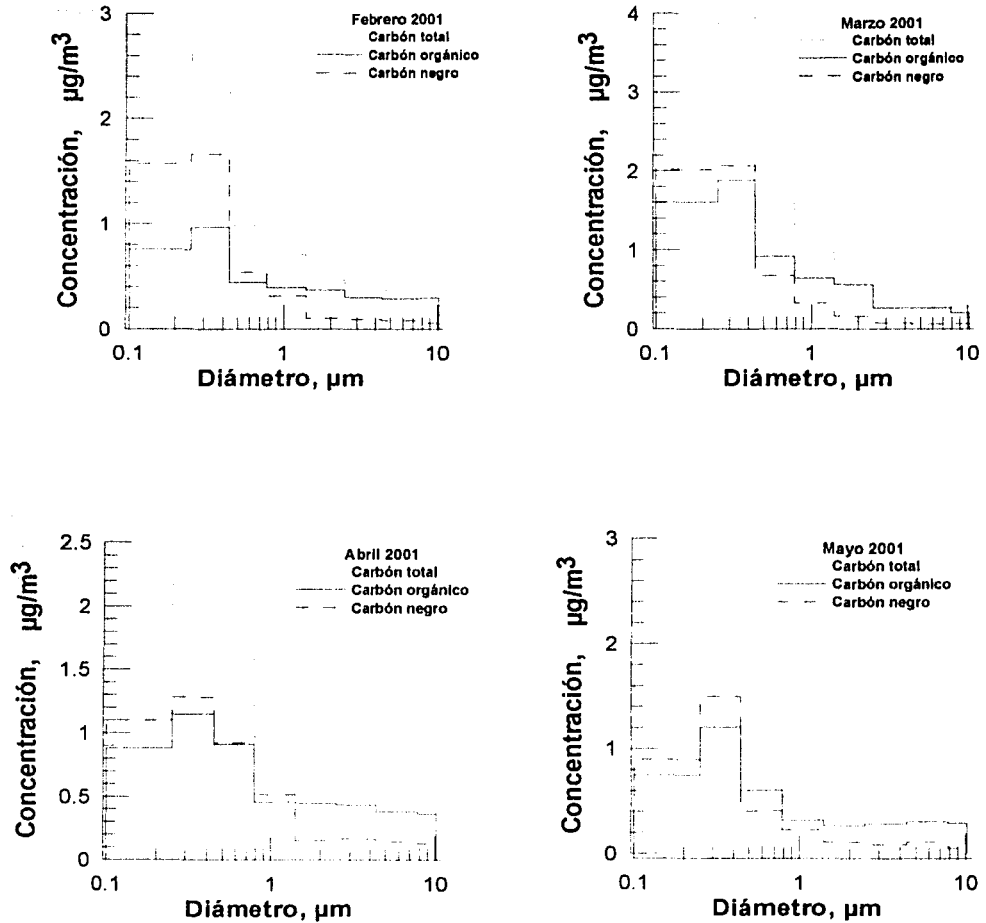 Febrero 2001
Carbón total
Carbón orgánico
Carbón negro
Concentración, µg/m³
3
2
1
0
0.1
1
10
Diámetro, µm
Marzo 2001
Carbón total
Carbón orgánico
Carbón negro
Concentración, µg/m³
4
3
2
1
0
0.1
1
10
Diámetro, µm
Abril 2001
Carbón total
Carbón orgánico
Carbón negro
Concentración, µg/m³
2.5
2
1.5
1
0.5
0
0.1
1
10
Diámetro, µm
Mayo 2001
Carbón total
Carbón orgánico
Carbón negro
Concentración, µg/m³
3
2
1
0
0.1
1
10
Diámetro, µm